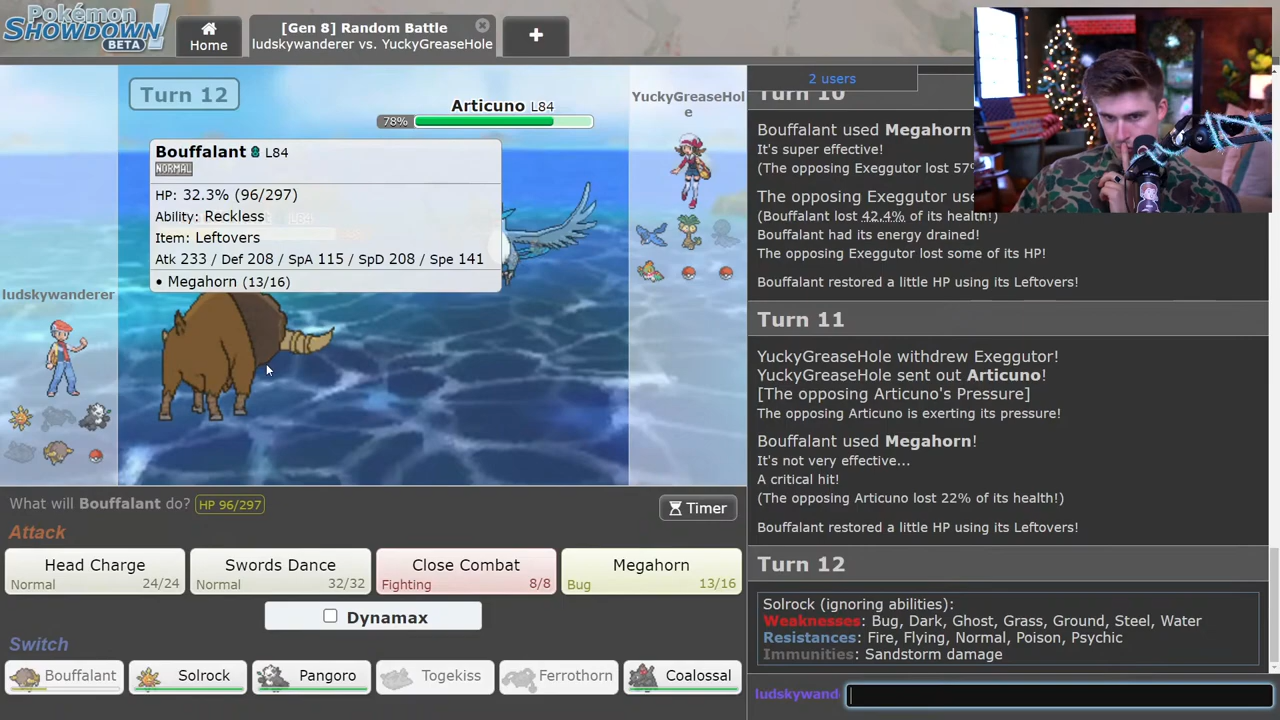 Pokémon
Showdown!
BETA
Home
[Gen 8] Random Battle
ludskywanderer vs. YuckyGreaseHole
+
Turn 12
Articuno L84
78%
Bouffalant L84
NORMAL
HP: 32.3% (96/297)
Ability: Reckless
Item: Leftovers
Atk 233 / Def 208 / SpA 115 / SpD 208 / Spe 141
• Megahorn (13/16)
YuckyGreaseHol
e
ludskywanderer
2 users
Turn 10
Bouffalant used Megahorn
It's super effective!
(The opposing Exeggutor lost 57%
The opposing Exeggutor use
(Bouffalant lost 42.4% of its health!)
Bouffalant had its energy drained!
The opposing Exeggutor lost some of its HP!
Bouffalant restored a little HP using its Leftovers!
Turn 11
YuckyGreaseHole withdrew Exeggutor!
YuckyGreaseHole sent out Articuno!
[The opposing Articuno's Pressure]
The opposing Articuno is exerting its pressure!
Bouffalant used Megahorn!
It's not very effective...
A critical hit!
(The opposing Articuno lost 22% of its health!)
Bouffalant restored a little HP using its Leftovers!
Turn 12
Solrock (ignoring abilities):
Weaknesses: Bug, Dark, Ghost, Grass, Ground, Steel, Water
Resistances: Fire, Flying, Normal, Poison, Psychic
Immunities: Sandstorm damage
What will Bouffalant do? HP 96/297
Timer
Attack
Head Charge
Normal 24/24
Swords Dance
Normal 32/32
Close Combat
Fighting 8/8
Megahorn
Bug 13/16
Dynamax
Switch
Bouffalant
Solrock
Pangoro
Togekiss
Ferrothorn
Coalossal
ludskywand